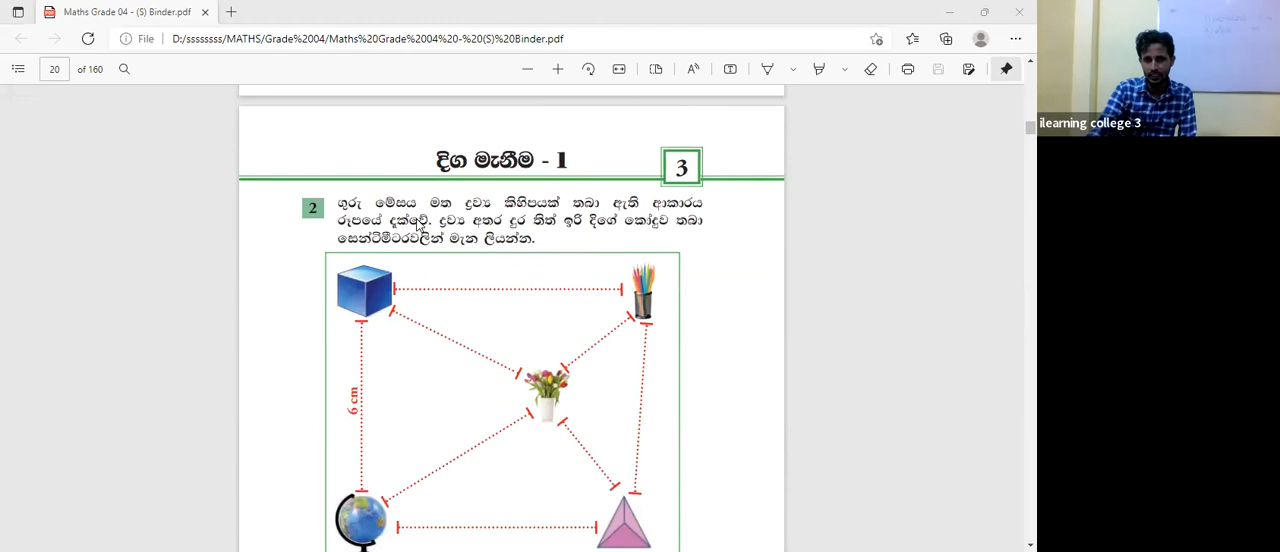 Maths Grade 04 - (S) Binder.pdf
File
D:/ssssssss/MATHS/Grade%2004/Maths%20Grade%2004%20-%20(S)%20Binder.pdf
20 of 160
ilearning college 3
දිග මැනීම - 1
3
2
ගුරු මේසය මත ද්‍රව්‍ය කිහිපයක් තබා ඇති ආකාරය
රූපයේ දැක්වේ. ද්‍රව්‍ය අතර දුර තිත් ඉරි දිගේ කෝදුව තබා
සෙන්ටිමීටරවලින් මැන ලියන්න.
6 cm